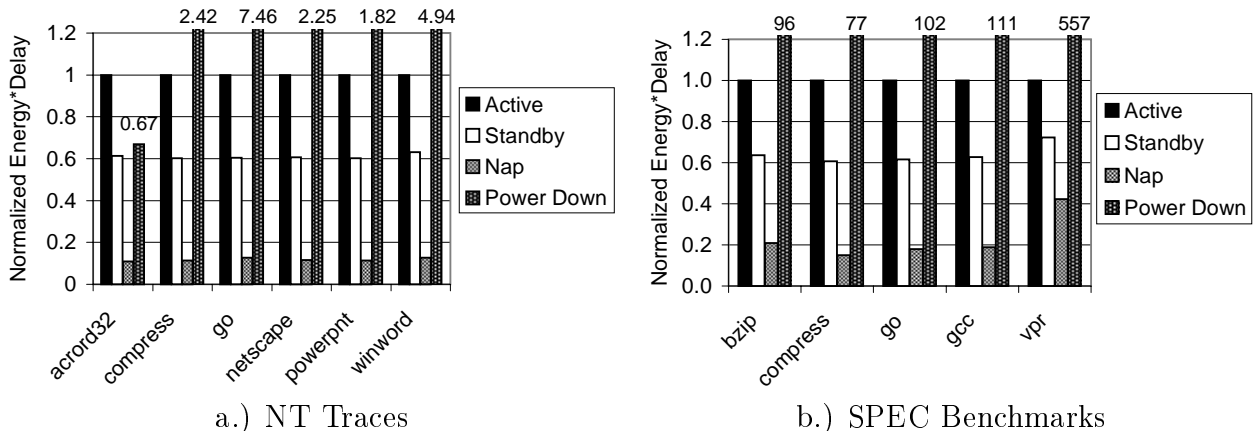 2.42 7.46 2.25 1.82 4.94
Normalized Energy*Delay
1.2
1
0.8
0.6
0.4
0.2
0
0.67
acrord32
compress
go
netscape
powerpnt
winword
Active
Standby
Nap
Power Down
a.) NT Traces
96 77 102 111 557
Normalized Energy*Delay
1.2
1.0
0.8
0.6
0.4
0.2
0.0
bzip
compress
go
gcc
vpr
Active
Standby
Nap
Power Down
b.) SPEC Benchmarks